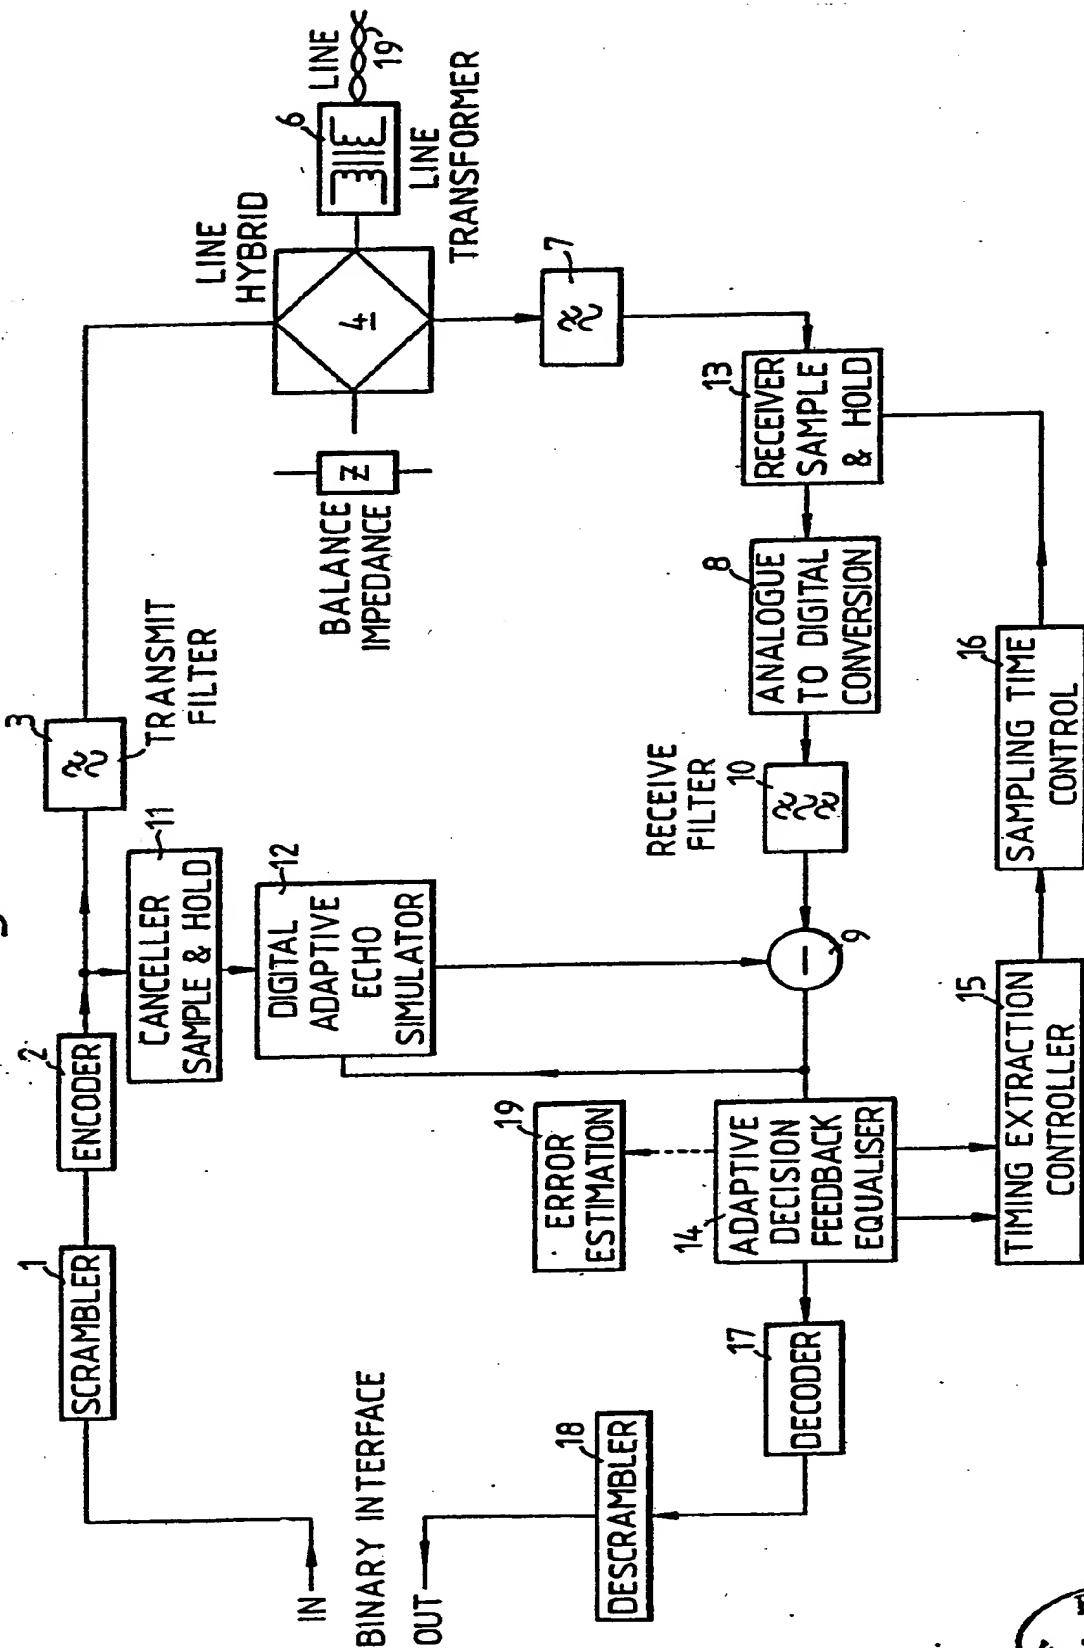 3
TRANSMIT
FILTER
LINE
HYBRID
4
6
LINE
19
LINE
TRANSFORMER
BALANCE
IMPEDANCE
Z
7
1
SCRAMBLER
2
ENCODER
11
CANCELLER
SAMPLE & HOLD
12
DIGITAL
ADAPTIVE
ECHO
SIMULATOR
IN
BINARY INTERFACE
OUT
18
DESCRAMBLER
17
DECODER
19
ERROR
ESTIMATION
14
ADAPTIVE
DECISION
FEEDBACK
EQUALISER
9
RECEIVE
FILTER
10
8
ANALOGUE
TO DIGITAL
CONVERSION
13
RECEIVER
SAMPLE
& HOLD
15
TIMING EXTRACTION
CONTROLLER
16
SAMPLING TIME
CONTROL